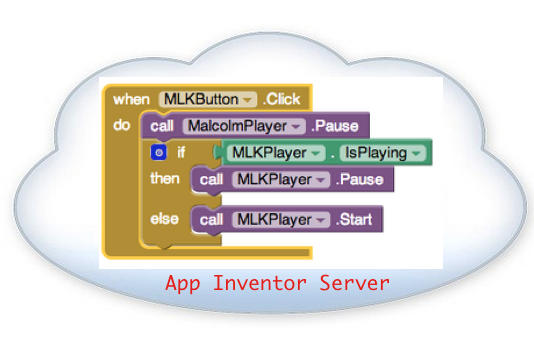 when MLKButton .Click
do call MalcolmPlayer .Pause
if MLKPlayer . IsPlaying
then call MLKPlayer .Pause
else call MLKPlayer .Start
App Inventor Server